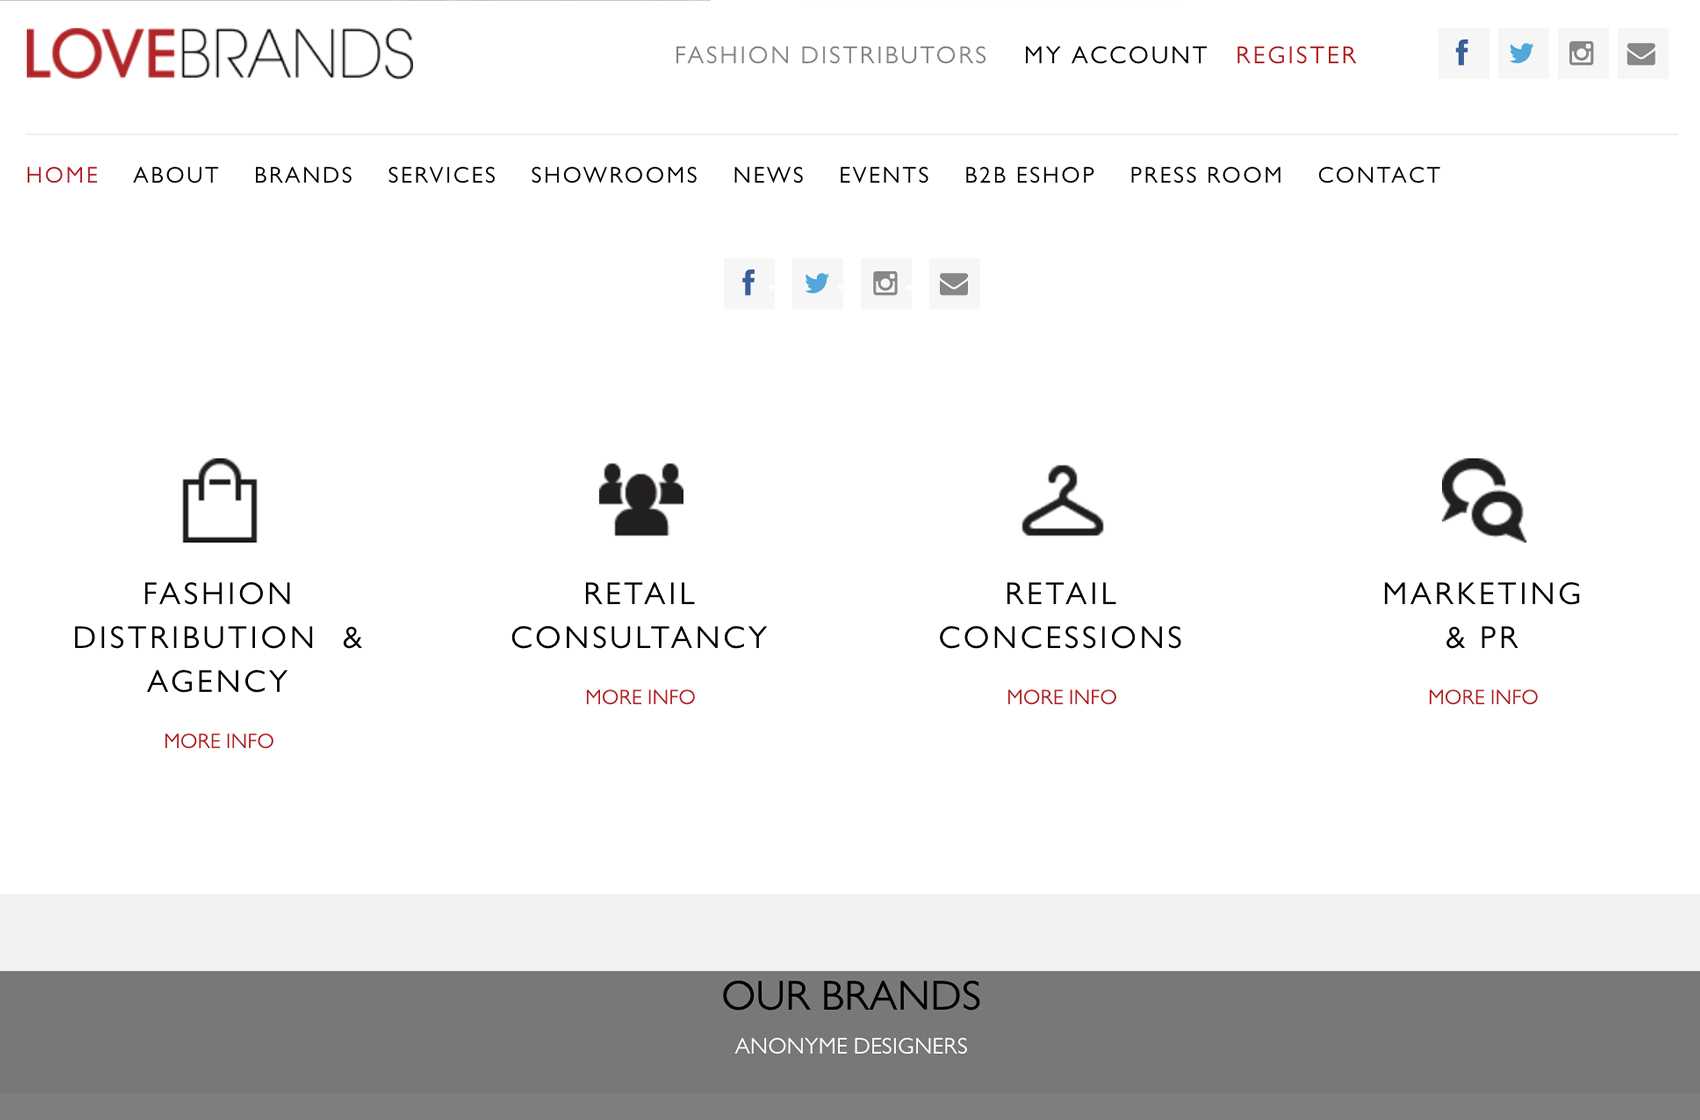 LOVEBRANDS
FASHION DISTRIBUTORS MY ACCOUNT REGISTER
HOME ABOUT BRANDS SERVICES SHOWROOMS NEWS EVENTS B2B ESHOP PRESS ROOM CONTACT
FASHION
DISTRIBUTION &
AGENCY
MORE INFO
RETAIL
CONSULTANCY
MORE INFO
RETAIL
CONCESSIONS
MORE INFO
MARKETING
& PR
MORE INFO
OUR BRANDS
ANONYME DESIGNERS